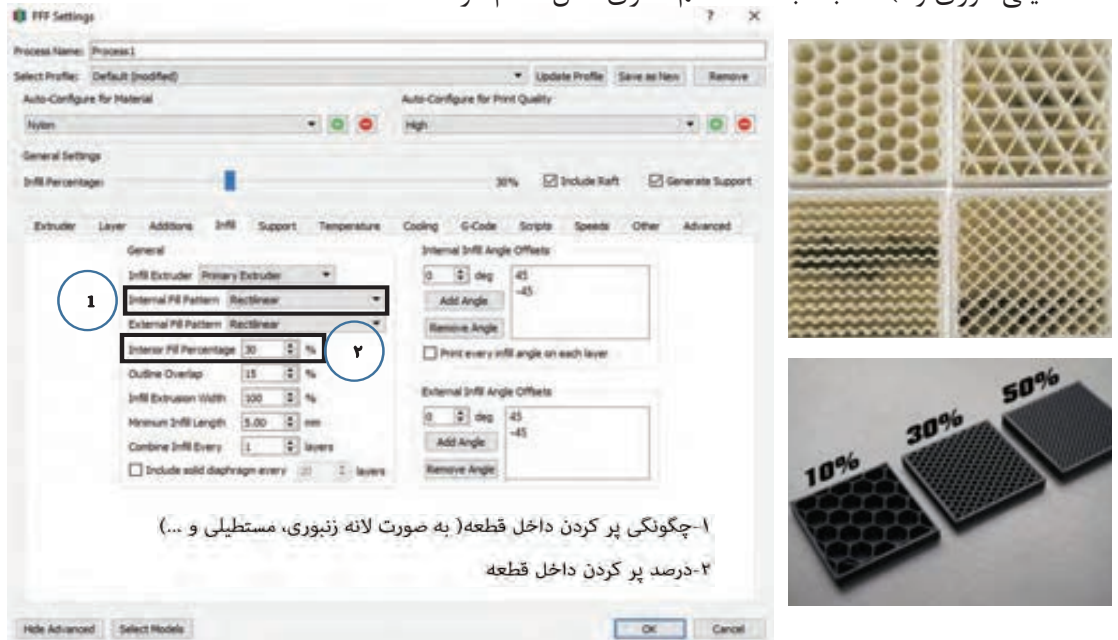 FFF Settings
Process Name: Process1
Select Profile: Default (modified) Update Profile Save as New Remove
Auto-Configure for Material Auto-Configure for Print Quality
Nylon High
General Settings
Infill Percentage: 30% Include Raft Generate Support
Extruder Layer Additions Infill Support Temperature Cooling G-Code Scripts Speeds Other Advanced
General
Infill Extruder Primary Extruder
1 Internal Fill Pattern Rectilinear
External Fill Pattern Rectilinear
Interior Fill Percentage 30 % ۲
Outline Overlap 15 %
Infill Extrusion Width 100 %
Minimum Infill Length 5.00 mm
Combine Infill Every 1 layers
Include solid diaphragm every 20 layers
Internal Infill Angle Offsets
0 deg 45
-45
Add Angle
Remove Angle
Print every infill angle on each layer
External Infill Angle Offsets
0 deg 45
-45
Add Angle
Remove Angle
۱-چگونگی پر کردن داخل قطعه( به صورت لانه زنبوری، مستطیلی و ...)
۲-درصد پر کردن داخل قطعه
Hide Advanced Select Models OK Cancel
10%
30%
50%